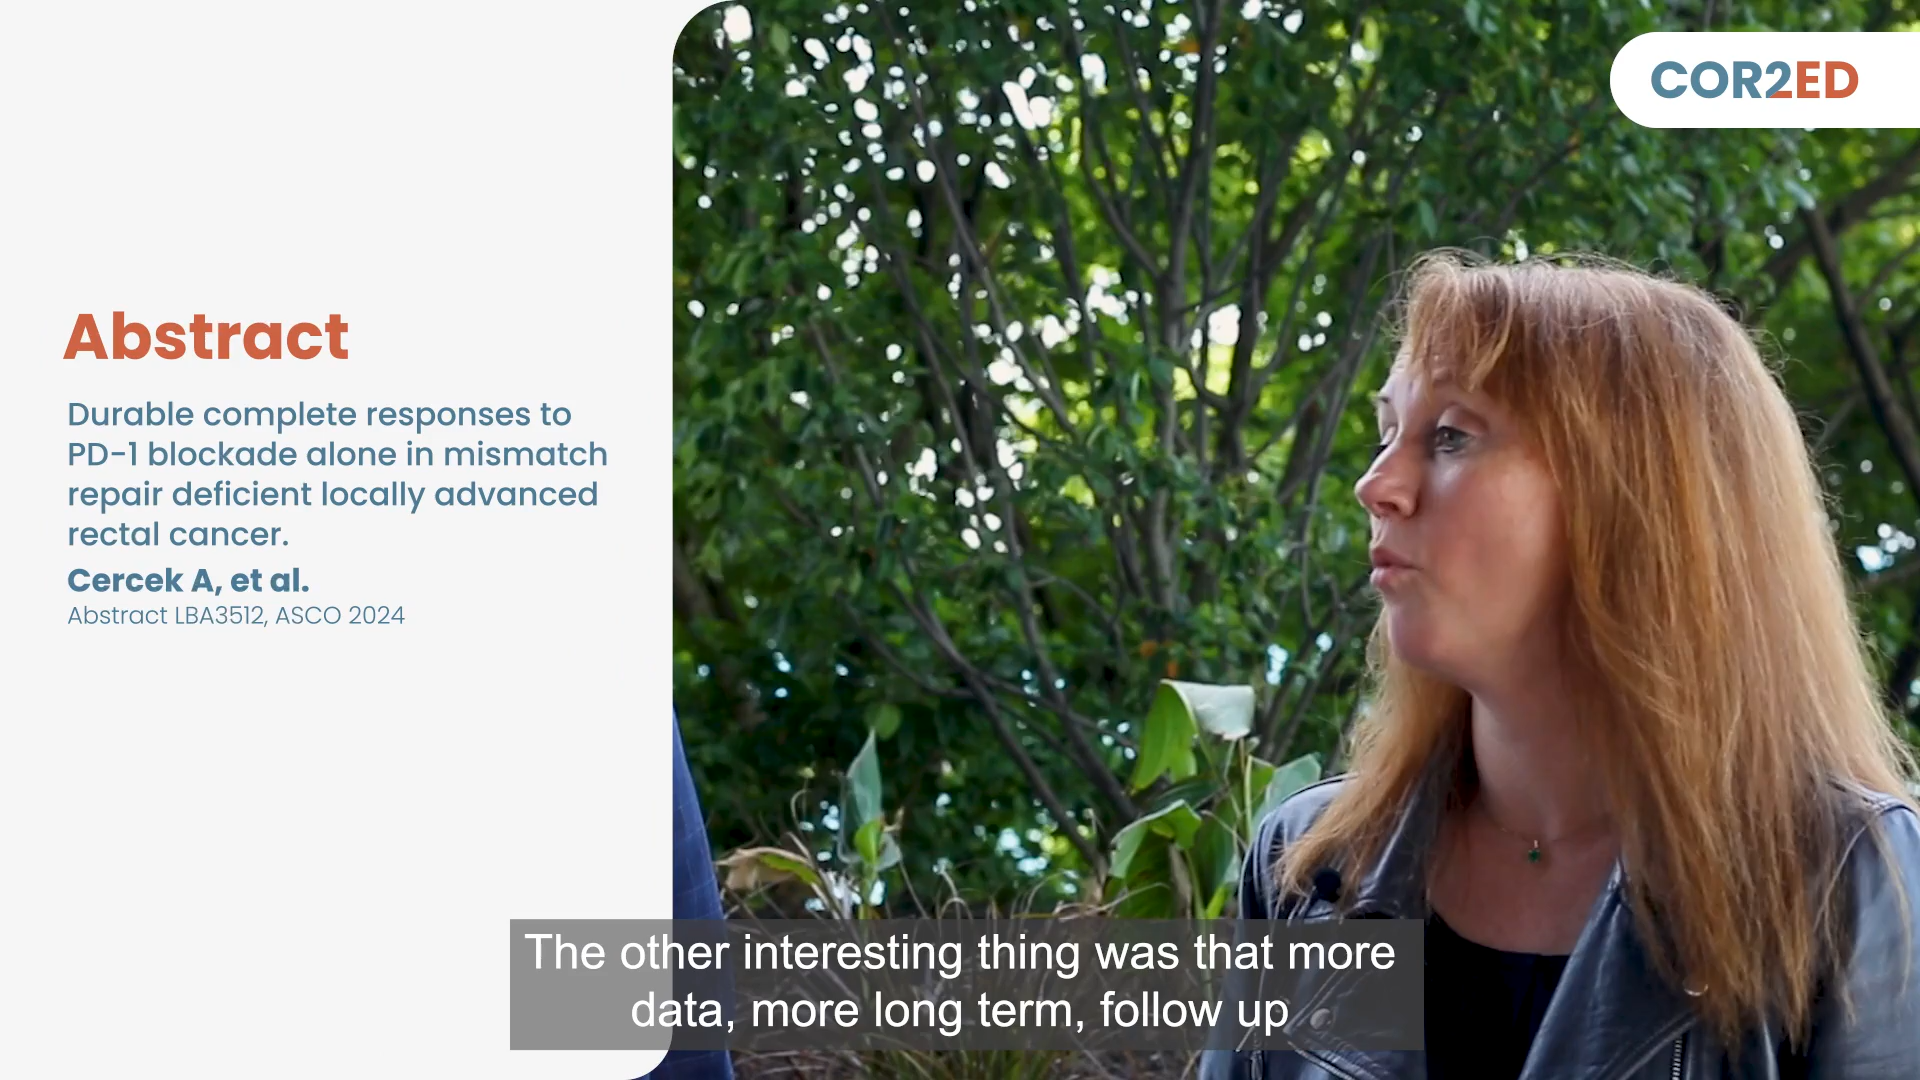 COR2ED
Abstract
Durable complete responses to
PD-1 blockade alone in mismatch
repair deficient locally advanced
rectal cancer.
Cercek A, et al.
Abstract LBA3512, ASCO 2024
The other interesting thing was that more
data, more long term, follow up